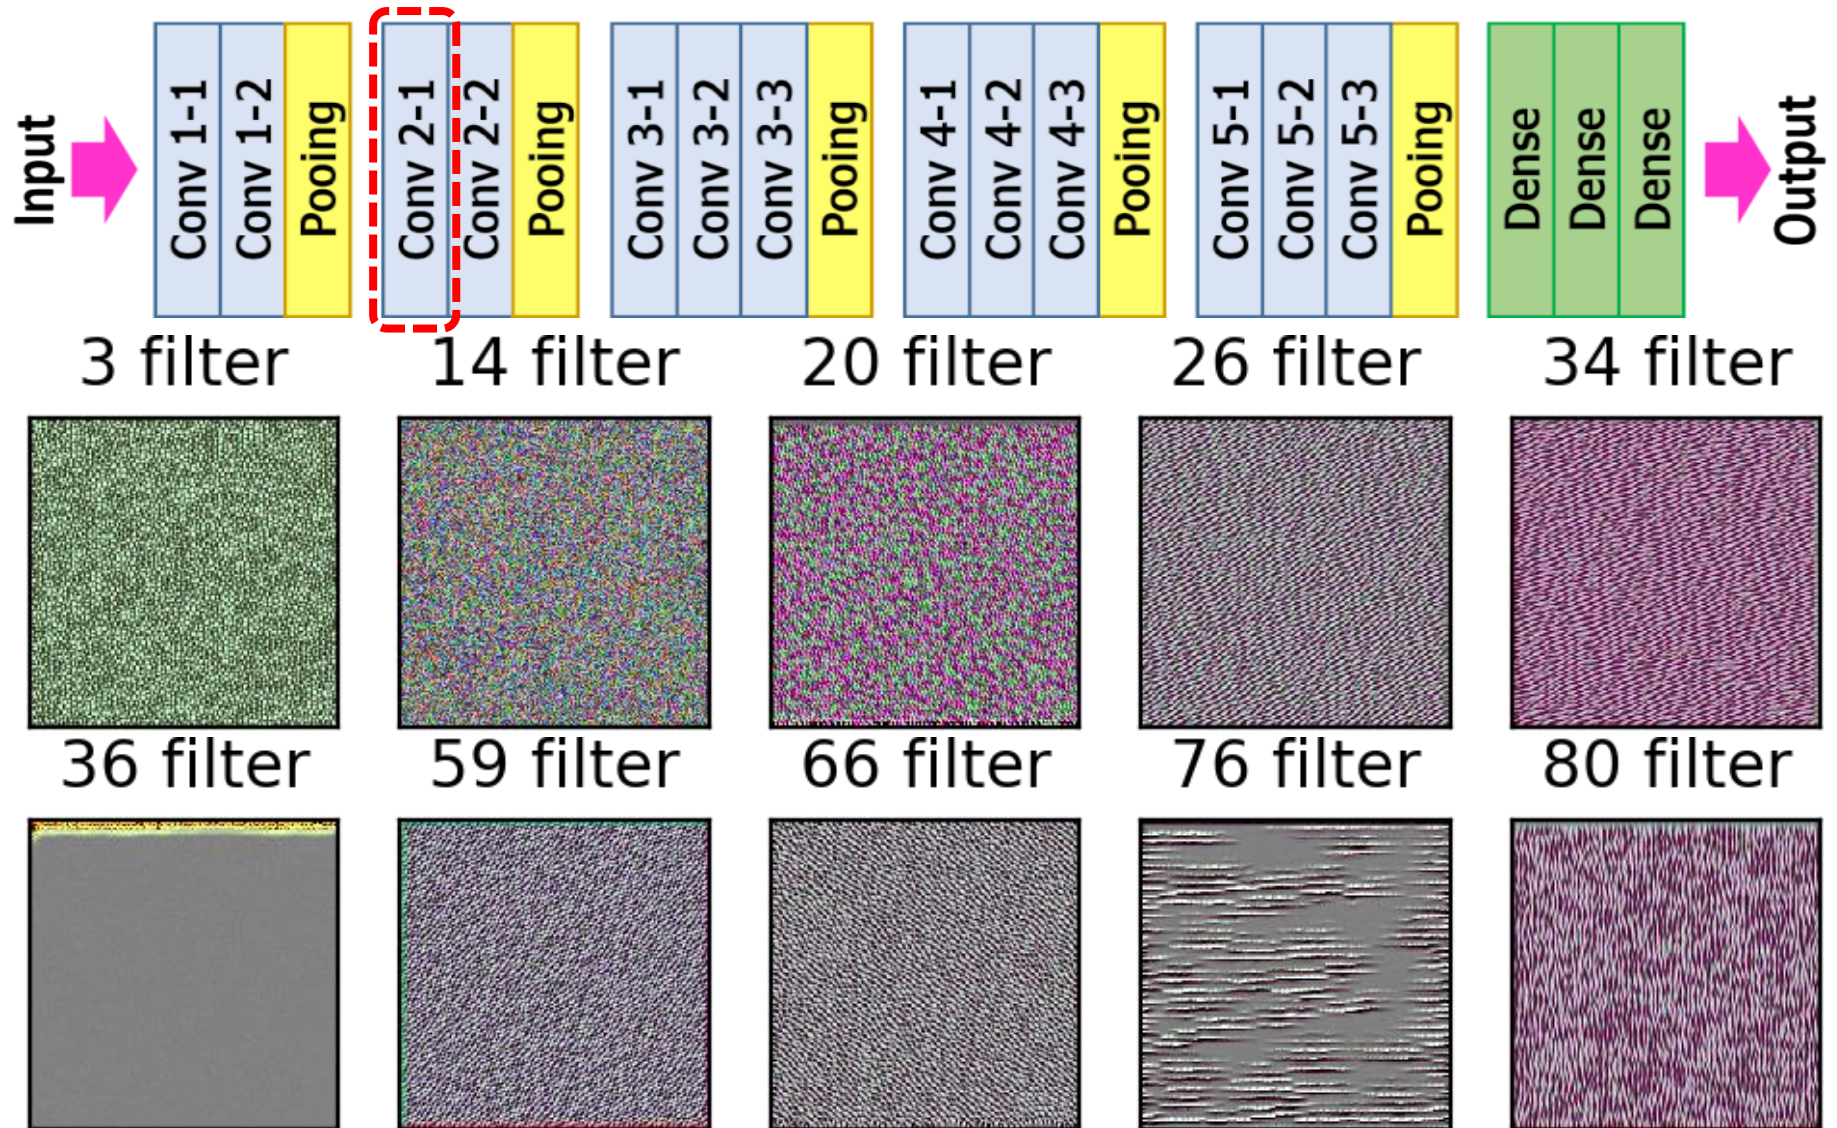 Input
Conv 1-1
Conv 1-2
Pooing
Conv 2-1
Conv 2-2
Pooing
Conv 3-1
Conv 3-2
Conv 3-3
Pooing
Conv 4-1
Conv 4-2
Conv 4-3
Pooing
Conv 5-1
Conv 5-2
Conv 5-3
Pooing
Dense
Dense
Dense
Output
3 filter
14 filter
20 filter
26 filter
34 filter
36 filter
59 filter
66 filter
76 filter
80 filter